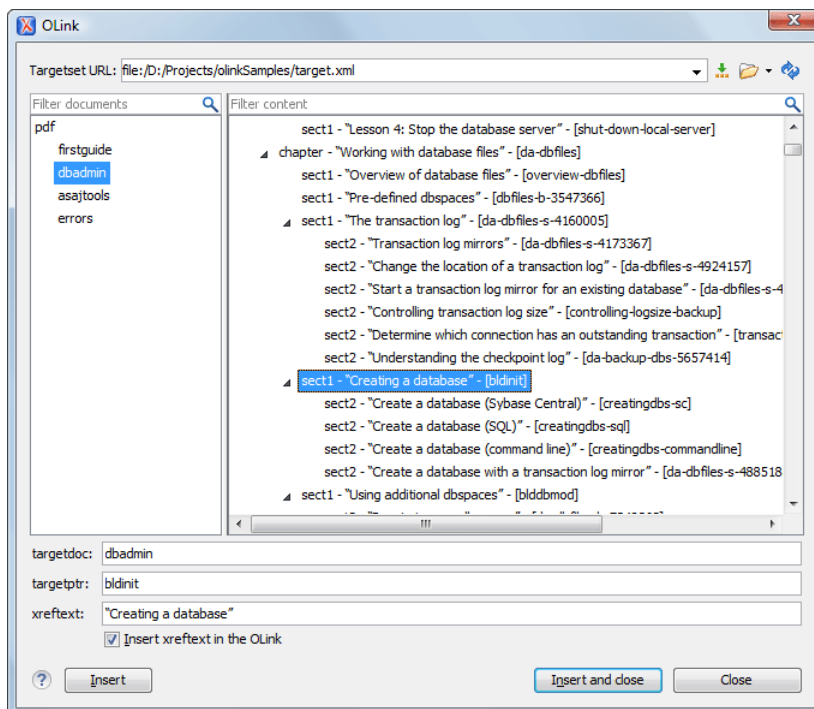 OLink
Targetset URL: file:/D:/Projects/olinkSamples/target.xml
Filter documents
Filter content
pdf
firstguide
dbadmin
asajtools
errors
sect1 - “Lesson 4: Stop the database server” - [shut-down-local-server]
chapter - “Working with database files” - [da-dbfiles]
sect1 - “Overview of database files” - [overview-dbfiles]
sect1 - “Pre-defined dbspaces” - [dbfiles-b-3547366]
sect1 - “The transaction log” - [da-dbfiles-s-4160005]
sect2 - “Transaction log mirrors” - [da-dbfiles-s-4173367]
sect2 - “Change the location of a transaction log” - [da-dbfiles-s-4924157]
sect2 - “Start a transaction log mirror for an existing database” - [da-dbfiles-s-4
sect2 - “Controlling transaction log size” - [controlling-logsize-backup]
sect2 - “Determine which connection has an outstanding transaction” - [transact
sect2 - “Understanding the checkpoint log” - [da-backup-dbs-5657414]
sect1 - “Creating a database” - [bldinit]
sect2 - “Create a database (Sybase Central)” - [creatingdbs-sc]
sect2 - “Create a database (SQL)” - [creatingdbs-sql]
sect2 - “Create a database (command line)” - [creatingdbs-commandline]
sect2 - “Create a database with a transaction log mirror” - [da-dbfiles-s-488518
sect1 - “Using additional dbspaces” - [blddbmod]
targetdoc: dbadmin
targetptr: bldinit
xreftext: “Creating a database”
Insert xreftext in the OLink
Insert
Insert and close
Close